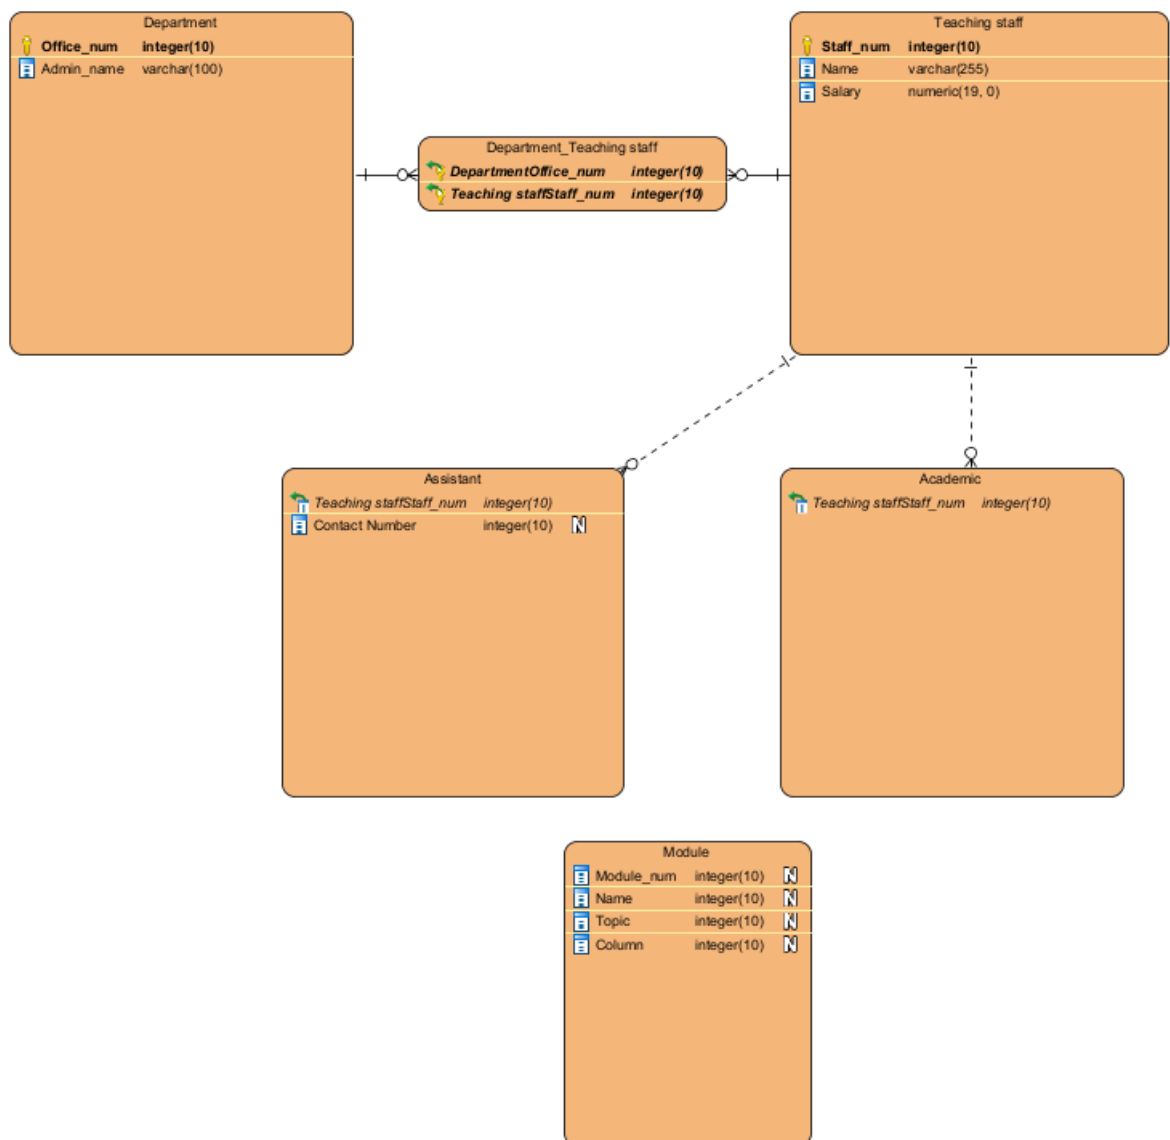 Department
Office_num integer(10)
Admin_name varchar(100)
Teaching staff
Staff_num integer(10)
Name varchar(255)
Salary numeric(19, 0)
Department_Teaching staff
DepartmentOffice_num integer(10)
Teaching staffStaff_num integer(10)
Assistant
Teaching staffStaff_num integer(10)
Contact Number integer(10) N
Academic
Teaching staffStaff_num integer(10)
Module
Module_num integer(10) N
Name integer(10) N
Topic integer(10) N
Column integer(10) N